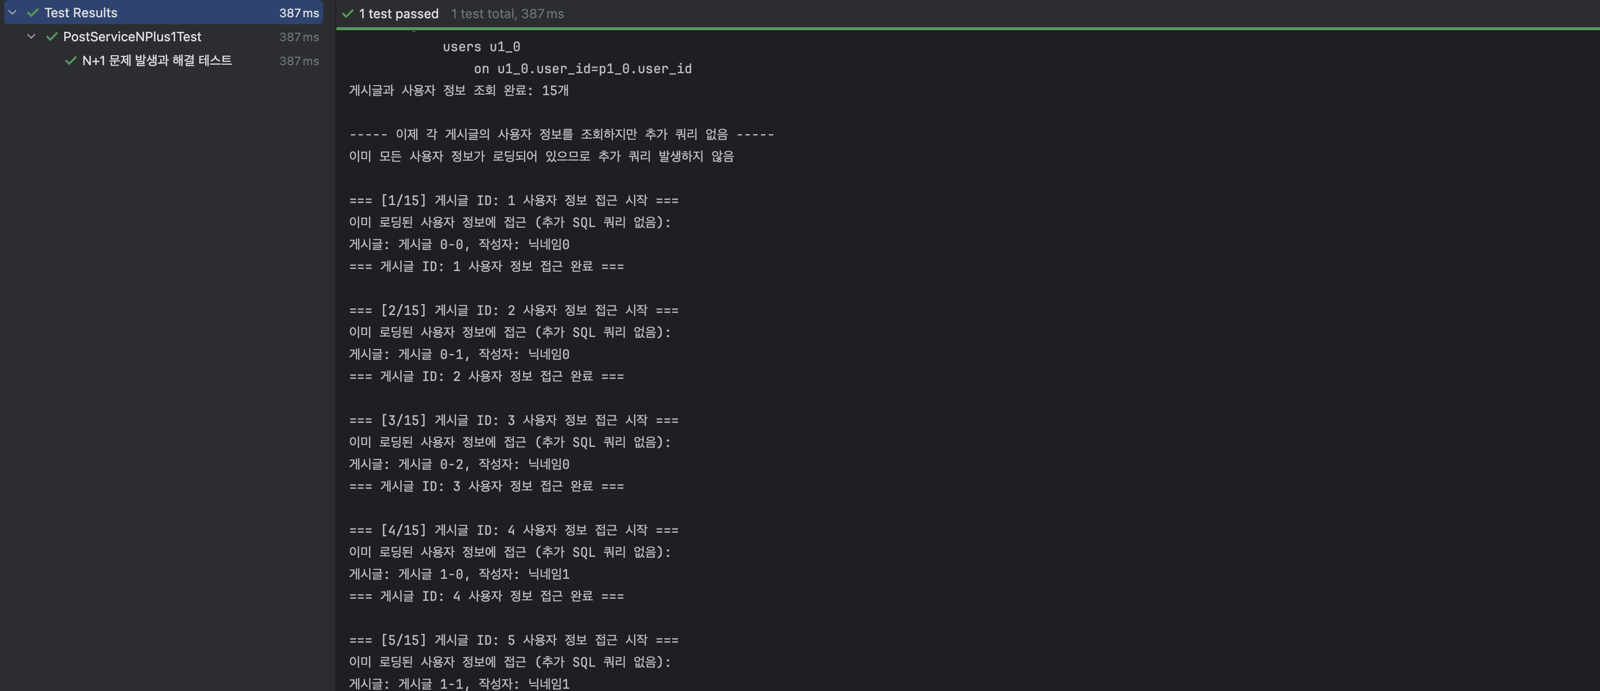 Test Results 387 ms
PostServiceNPlus1Test 387 ms
N+1 문제 발생과 해결 테스트 387 ms
1 test passed 1 test total, 387 ms
users u1_0
on u1_0.user_id=p1_0.user_id
게시글과 사용자 정보 조회 완료: 15개
----- 이제 각 게시글의 사용자 정보를 조회하지만 추가 쿼리 없음 -----
이미 모든 사용자 정보가 로딩되어 있으므로 추가 쿼리 발생하지 않음
=== [1/15] 게시글 ID: 1 사용자 정보 접근 시작 ===
이미 로딩된 사용자 정보에 접근 (추가 SQL 쿼리 없음):
게시글: 게시글 0-0, 작성자: 닉네임0
=== 게시글 ID: 1 사용자 정보 접근 완료 ===
=== [2/15] 게시글 ID: 2 사용자 정보 접근 시작 ===
이미 로딩된 사용자 정보에 접근 (추가 SQL 쿼리 없음):
게시글: 게시글 0-1, 작성자: 닉네임0
=== 게시글 ID: 2 사용자 정보 접근 완료 ===
=== [3/15] 게시글 ID: 3 사용자 정보 접근 시작 ===
이미 로딩된 사용자 정보에 접근 (추가 SQL 쿼리 없음):
게시글: 게시글 0-2, 작성자: 닉네임0
=== 게시글 ID: 3 사용자 정보 접근 완료 ===
=== [4/15] 게시글 ID: 4 사용자 정보 접근 시작 ===
이미 로딩된 사용자 정보에 접근 (추가 SQL 쿼리 없음):
게시글: 게시글 1-0, 작성자: 닉네임1
=== 게시글 ID: 4 사용자 정보 접근 완료 ===
=== [5/15] 게시글 ID: 5 사용자 정보 접근 시작 ===
이미 로딩된 사용자 정보에 접근 (추가 SQL 쿼리 없음):
게시글: 게시글 1-1, 작성자: 닉네임1